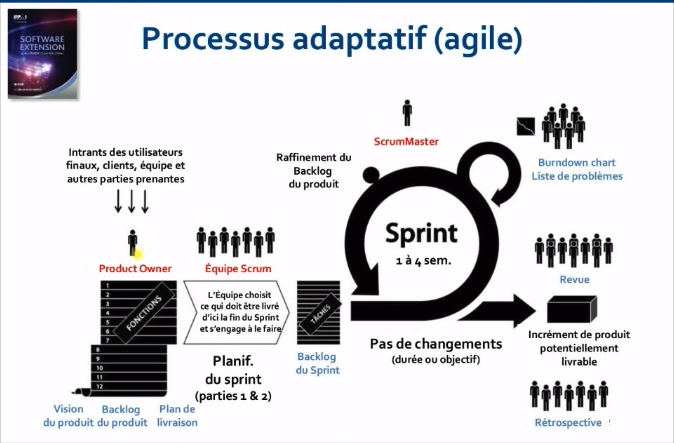 SOFTWARE
EXTENSION
Processus adaptatif (agile)
Intrants des utilisateurs
finaux, clients, équipe et
autres parties prenantes
Product Owner
Équipe Scrum
1
2
3
4
5
6
7
8
9
10
11
12
FONCTIONS
L'Équipe choisit
ce qui doit être livré
d'ici la fin du Sprint
et s'engage à le faire
Planif.
du sprint
(parties 1 & 2)
Vision
du produit
Backlog
du produit
Plan de
livraison
TÂCHES
Backlog
du Sprint
Raffinement du
Backlog
du produit
ScrumMaster
Sprint
1 à 4 sem.
Pas de changements
(durée ou objectif)
Burndown chart
Liste de problèmes
Revue
Incrément de produit
potentiellement
livrable
Rétrospective